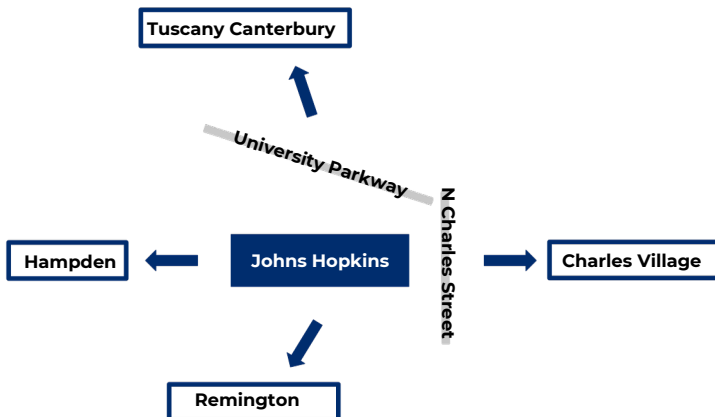 Tuscany Canterbury
University Parkway
N Charles Street
Hampden
Johns Hopkins
Charles Village
Remington